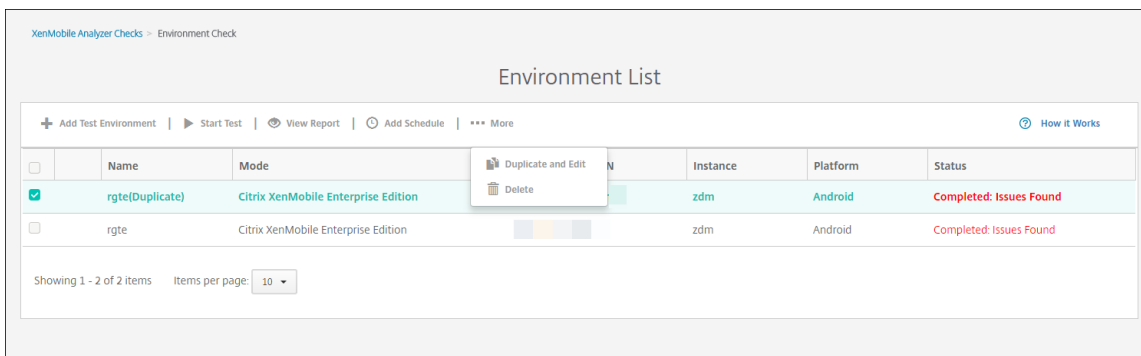 XenMobile Analyzer Checks > Environment Check
Environment List
Add Test Environment | Start Test | View Report | Add Schedule | More
How it Works
Name Mode N Instance Platform Status
Duplicate and Edit
Delete
rgte(Duplicate) Citrix XenMobile Enterprise Edition zdm Android Completed: Issues Found
rgte Citrix XenMobile Enterprise Edition zdm Android Completed: Issues Found
Showing 1 - 2 of 2 items Items per page: 10